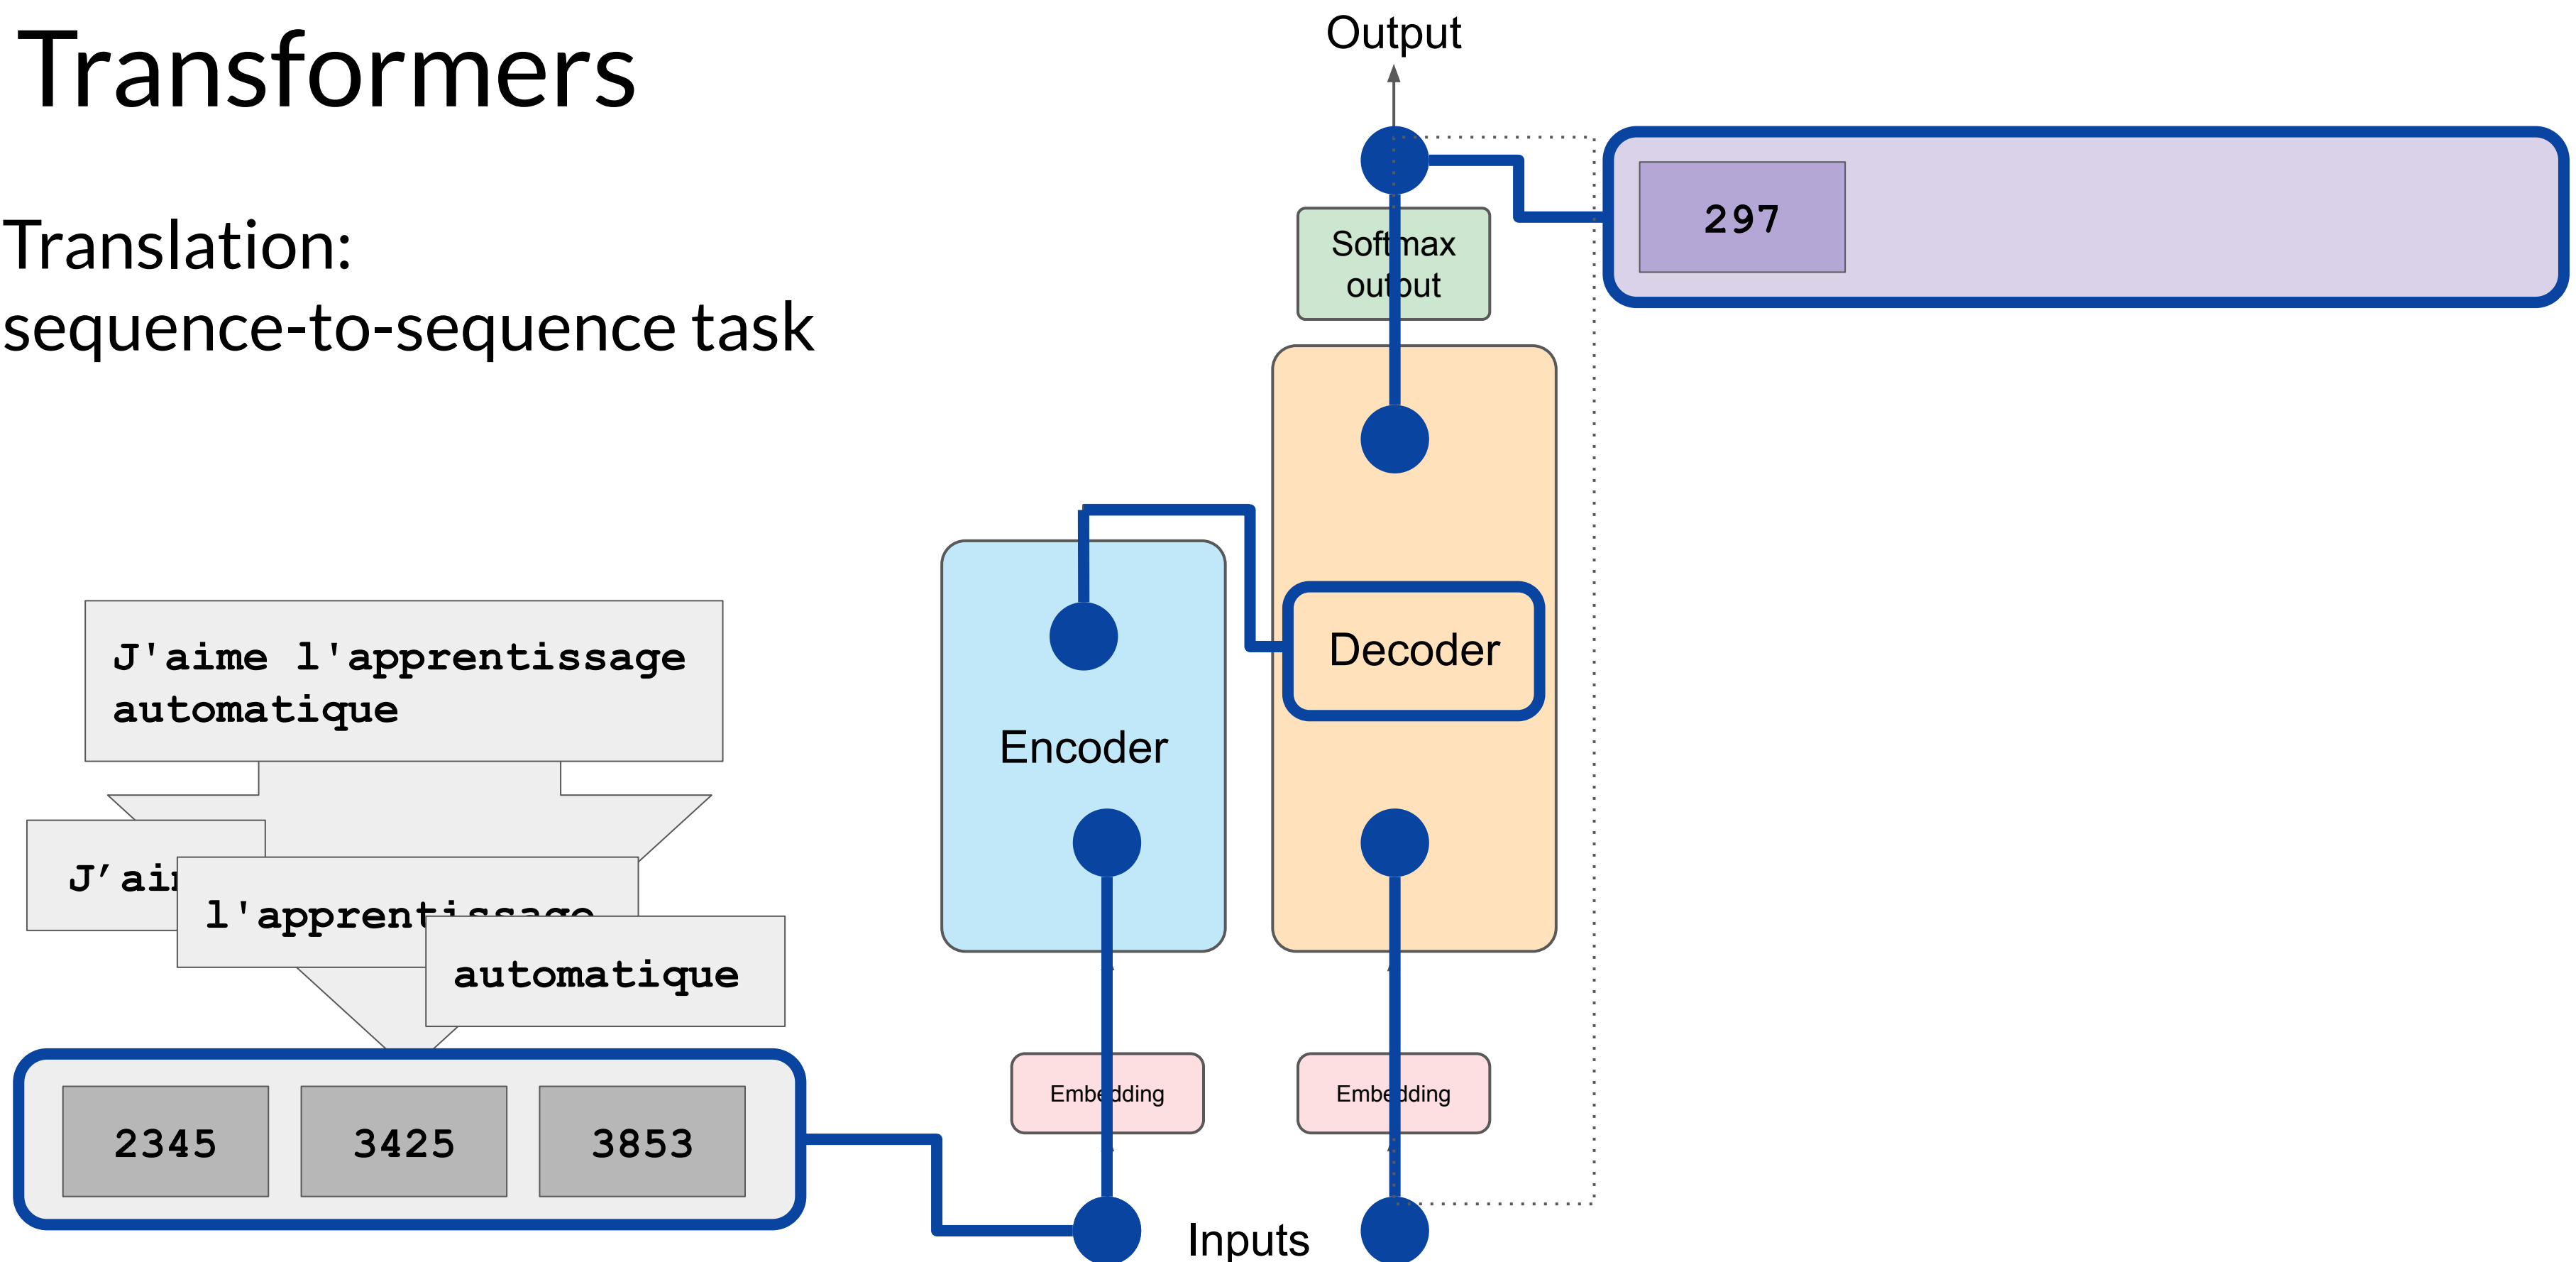 Transformers
Translation:
sequence-to-sequence task
Output
Softmax
output
297
Decoder
Encoder
J'aime l'apprentissage
automatique
l'apprentissage
automatique
Embedding
Embedding
2345 3425 3853
Inputs